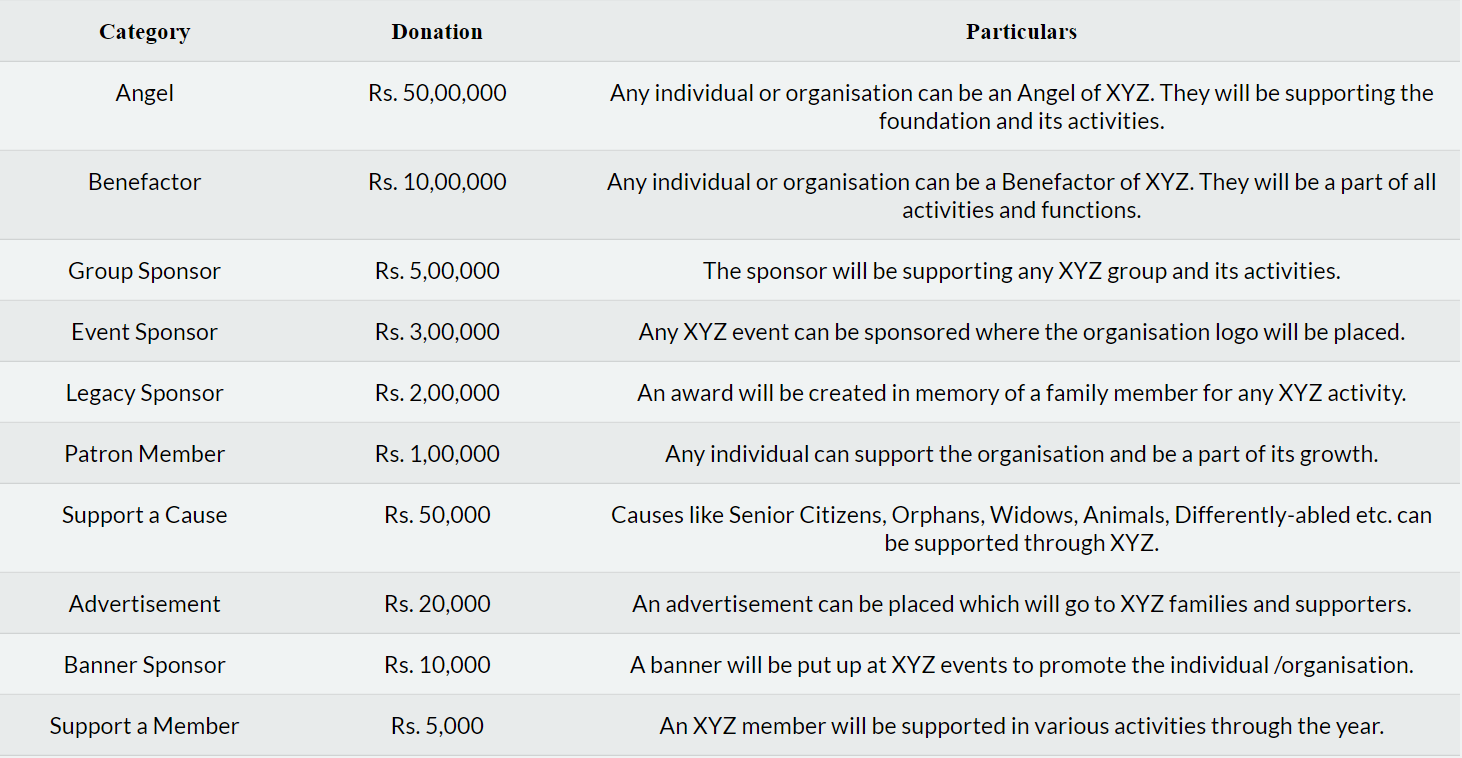 Category Donation Particulars
Angel Rs. 50,00,000 Any individual or organisation can be an Angel of XYZ. They will be supporting the
foundation and its activities.
Benefactor Rs. 10,00,000 Any individual or organisation can be a Benefactor of XYZ. They will be a part of all
activities and functions.
Group Sponsor Rs. 5,00,000 The sponsor will be supporting any XYZ group and its activities.
Event Sponsor Rs. 3,00,000 Any XYZ event can be sponsored where the organisation logo will be placed.
Legacy Sponsor Rs. 2,00,000 An award will be created in memory of a family member for any XYZ activity.
Patron Member Rs. 1,00,000 Any individual can support the organisation and be a part of its growth.
Support a Cause Rs. 50,000 Causes like Senior Citizens, Orphans, Widows, Animals, Differently-abled etc. can
be supported through XYZ.
Advertisement Rs. 20,000 An advertisement can be placed which will go to XYZ families and supporters.
Banner Sponsor Rs. 10,000 A banner will be put up at XYZ events to promote the individual /organisation.
Support a Member Rs. 5,000 An XYZ member will be supported in various activities through the year.